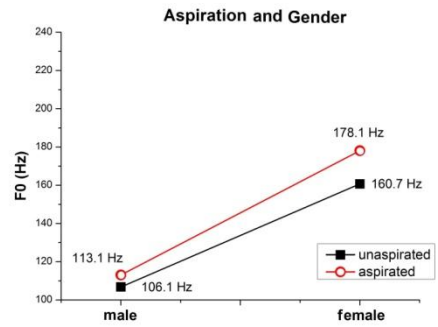 Aspiration and Gender
240
220
200
180
160
140
120
100
F0 (Hz)
178.1 Hz
160.7 Hz
113.1 Hz
106.1 Hz
unaspirated
aspirated
male
female